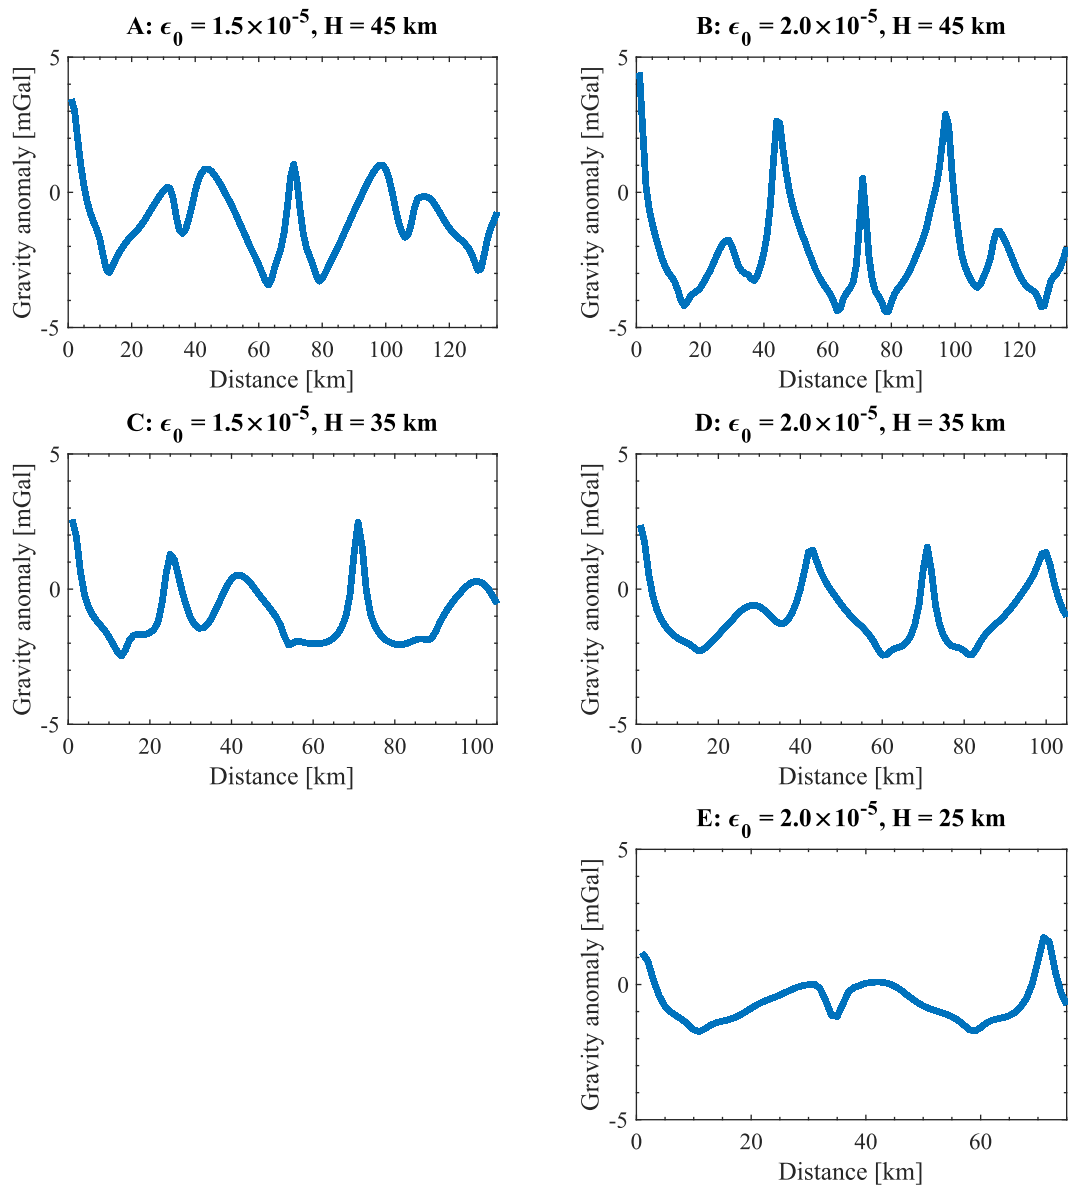 A: ϵ₀ = 1.5×10⁻⁵, H = 45 km
5
0
-5
Gravity anomaly [mGal]
0 20 40 60 80 100 120
Distance [km]
B: ϵ₀ = 2.0×10⁻⁵, H = 45 km
5
0
-5
Gravity anomaly [mGal]
0 20 40 60 80 100 120
Distance [km]
C: ϵ₀ = 1.5×10⁻⁵, H = 35 km
5
0
-5
Gravity anomaly [mGal]
0 20 40 60 80 100
Distance [km]
D: ϵ₀ = 2.0×10⁻⁵, H = 35 km
5
0
-5
Gravity anomaly [mGal]
0 20 40 60 80 100
Distance [km]
E: ϵ₀ = 2.0×10⁻⁵, H = 25 km
5
0
-5
Gravity anomaly [mGal]
0 20 40 60
Distance [km]